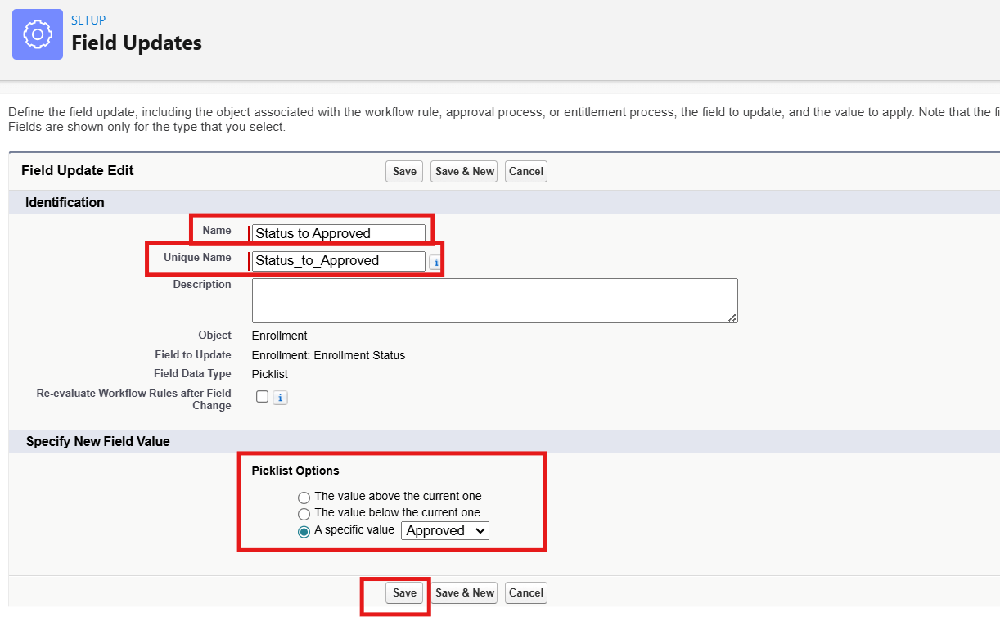 SETUP
Field Updates
Define the field update, including the object associated with the workflow rule, approval process, or entitlement process, the field to update, and the value to apply. Note that the fi
Fields are shown only for the type that you select.
Field Update Edit
Save Save & New Cancel
Identification
Name Status to Approved
Unique Name Status_to_Approved i
Description
Object Enrollment
Field to Update Enrollment: Enrollment Status
Field Data Type Picklist
Re-evaluate Workflow Rules after Field
Change i
Specify New Field Value
Picklist Options
The value above the current one
The value below the current one
A specific value Approved
Save Save & New Cancel